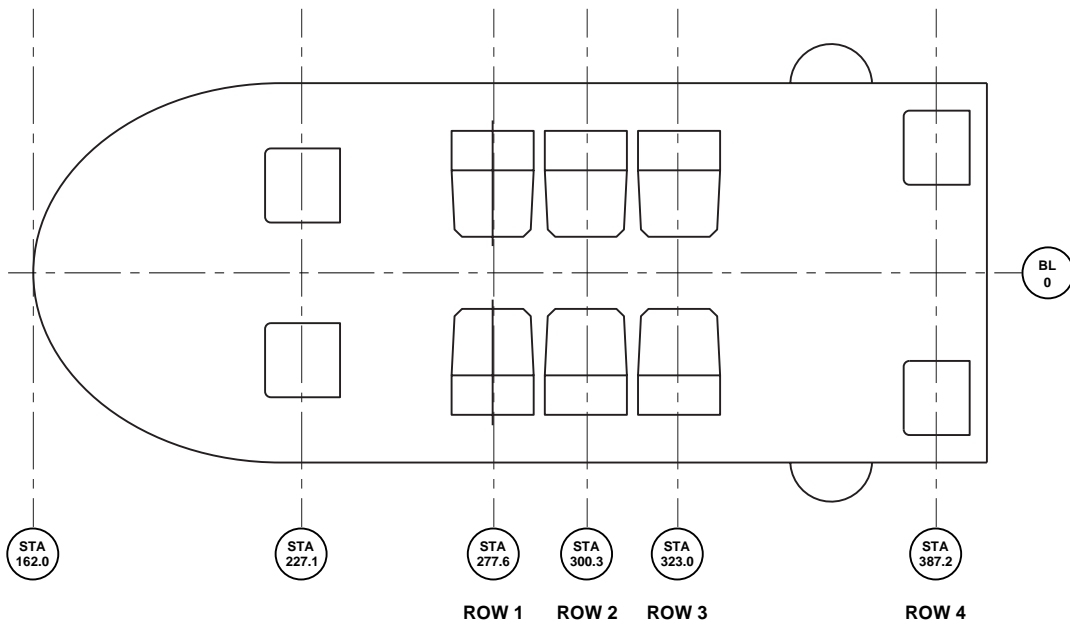 BL
0
STA
162.0
STA
227.1
STA
277.6
STA
300.3
STA
323.0
STA
387.2
ROW 1
ROW 2
ROW 3
ROW 4